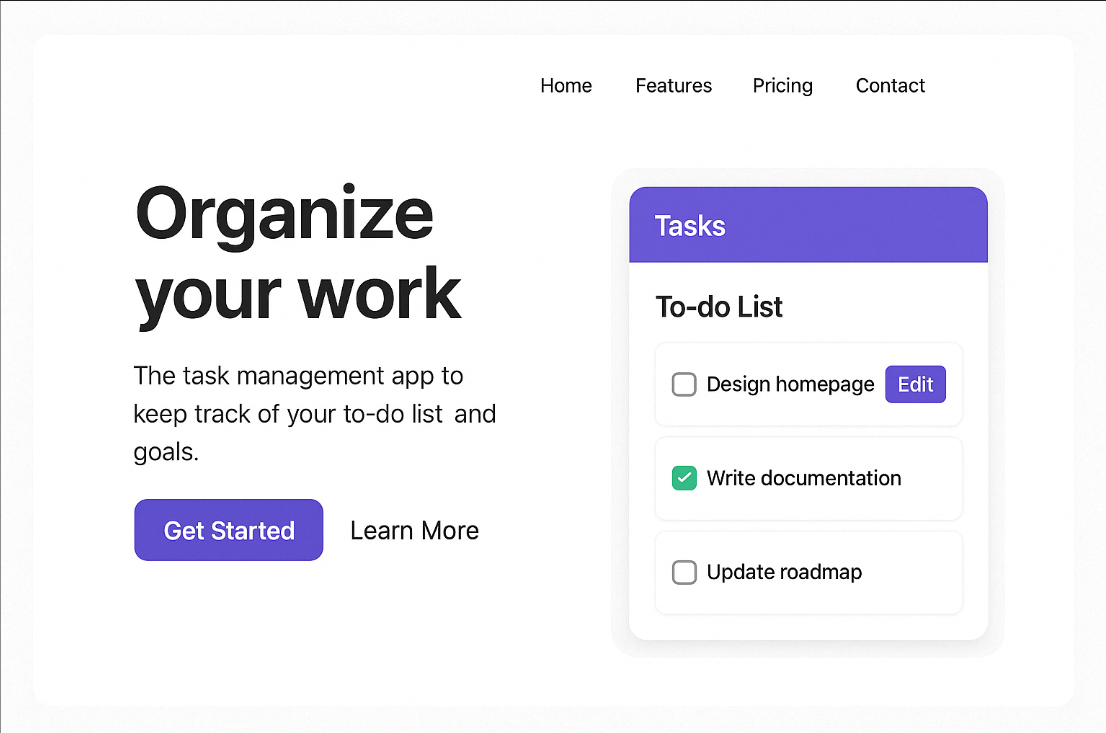 Home Features Pricing Contact
Organize
your work
The task management app to
keep track of your to-do list and
goals.
Get Started Learn More
Tasks
To-do List
Design homepage Edit
Write documentation
Update roadmap